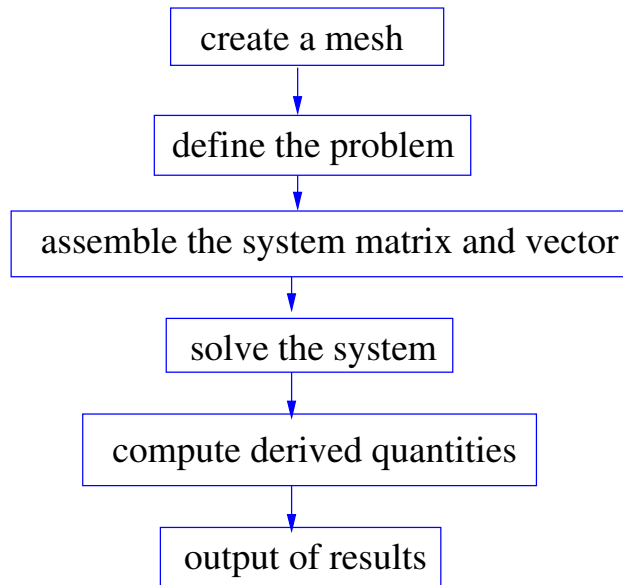 create a mesh
define the problem
assemble the system matrix and vector
solve the system
compute derived quantities
output of results